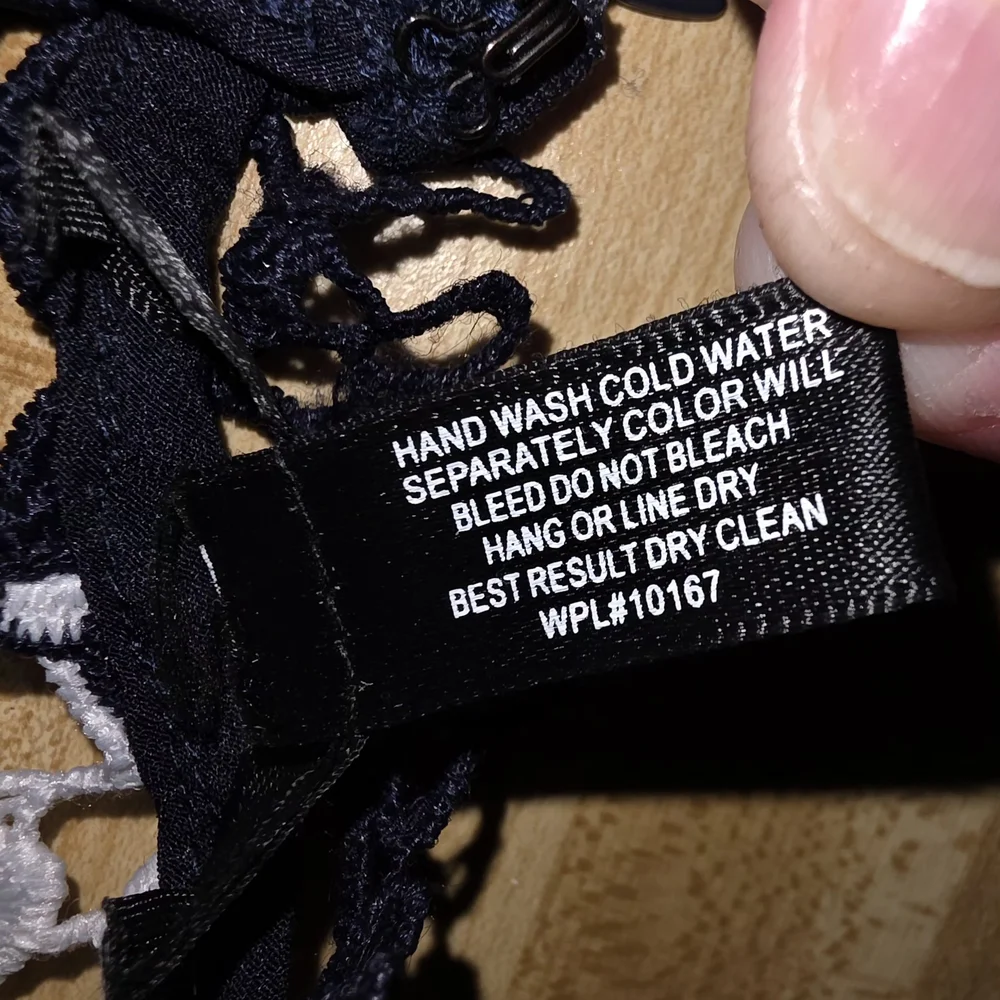 HAND WASH COLD WATER
SEPARATELY COLOR WILL
BLEED DO NOT BLEACH
HANG OR LINE DRY
BEST RESULT DRY CLEAN
WPL#10167